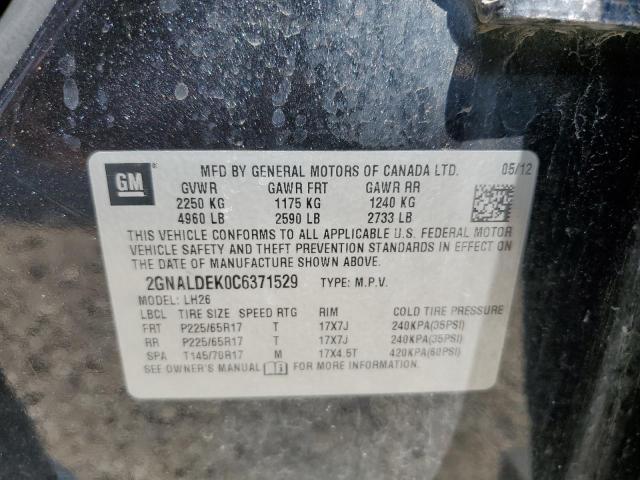 GM
MFD BY GENERAL MOTORS OF CANADA LTD. 05/12
GVWR GAWR FRT GAWR RR
2250 KG 1175 KG 1240 KG
4960 LB 2590 LB 2733 LB
THIS VEHICLE CONFORMS TO ALL APPLICABLE U.S. FEDERAL MOTOR
VEHICLE SAFETY AND THEFT PREVENTION STANDARDS IN EFFECT ON
THE DATE OF MANUFACTURE SHOWN ABOVE.
2GNALDEK0C6371529 TYPE: M.P.V.
MODEL: LH26
LBCL TIRE SIZE SPEED RTG RIM COLD TIRE PRESSURE
FRT P225/65R17 T 17X7J 240KPA(35PSI)
RR P225/65R17 T 17X7J 240KPA(35PSI)
SPA T145/70R17 M 17X4.5T 420KPA(60PSI)
SEE OWNER'S MANUAL FOR MORE INFORMATION.